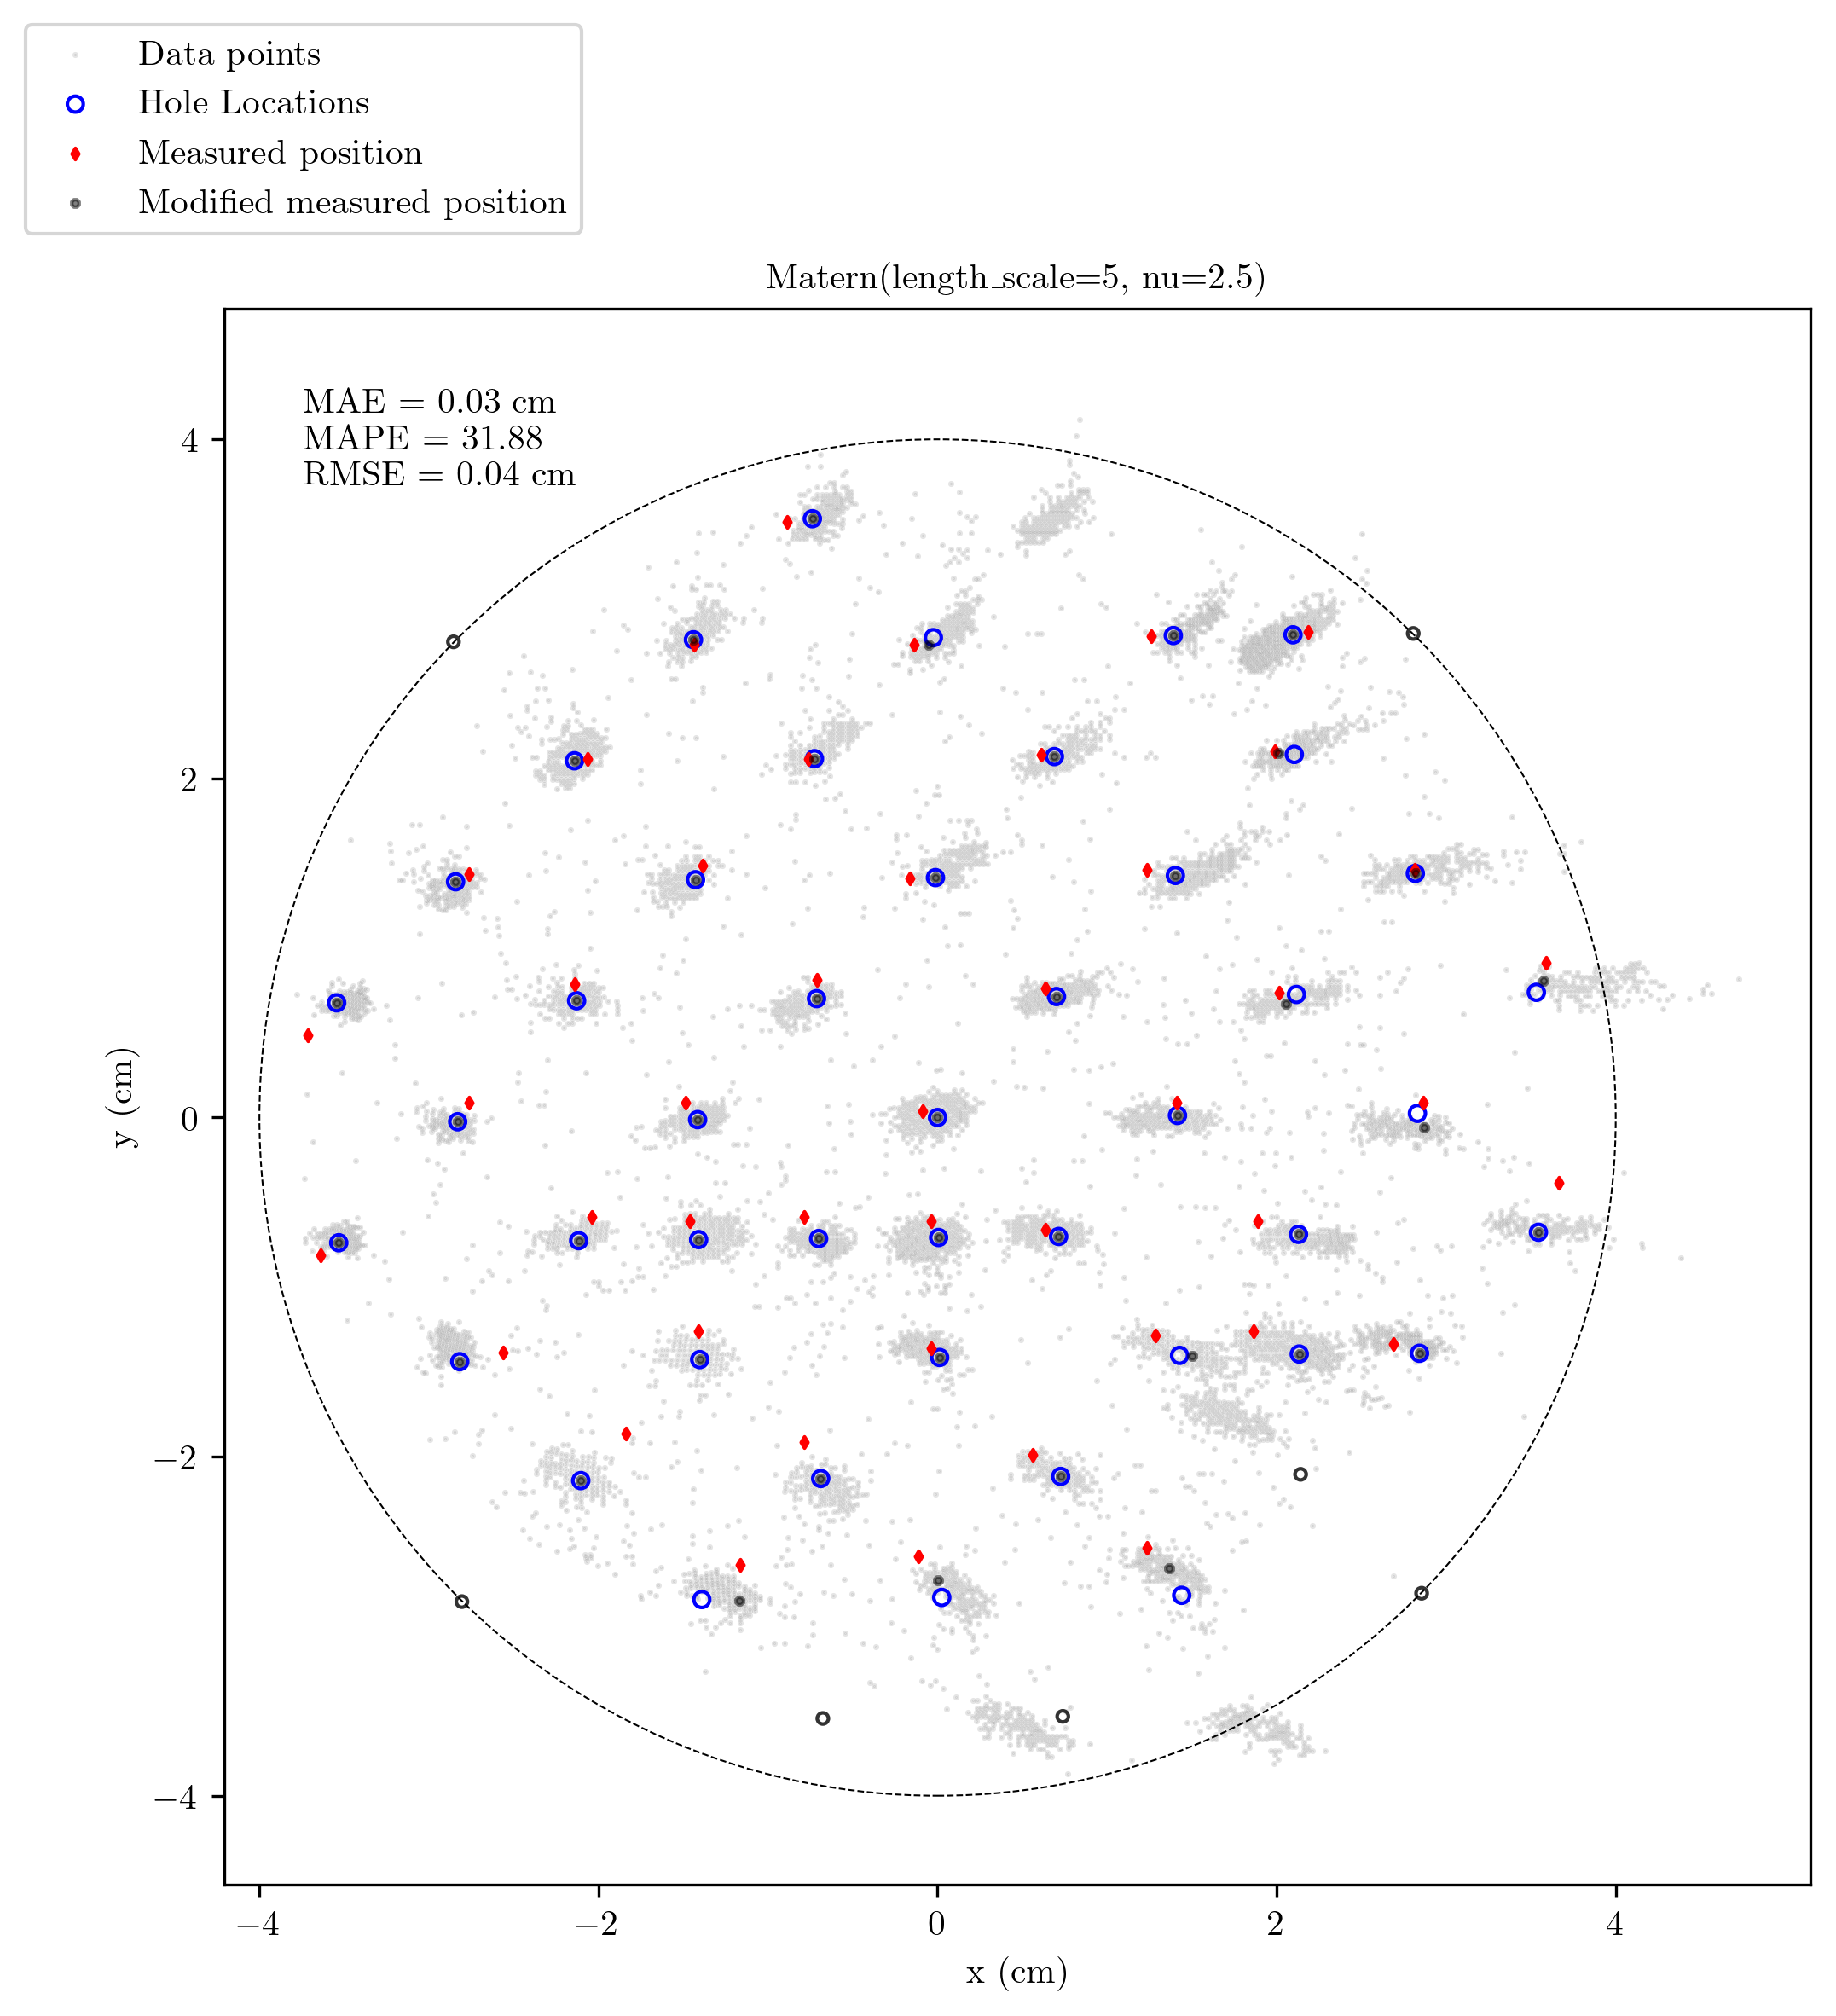 Data points
Hole Locations
Measured position
Modified measured position
Matern(length_scale=5, nu=2.5)
MAE = 0.03 cm
MAPE = 31.88
RMSE = 0.04 cm
4
2
0
−2
−4
y (cm)
−4
−2
0
2
4
x (cm)